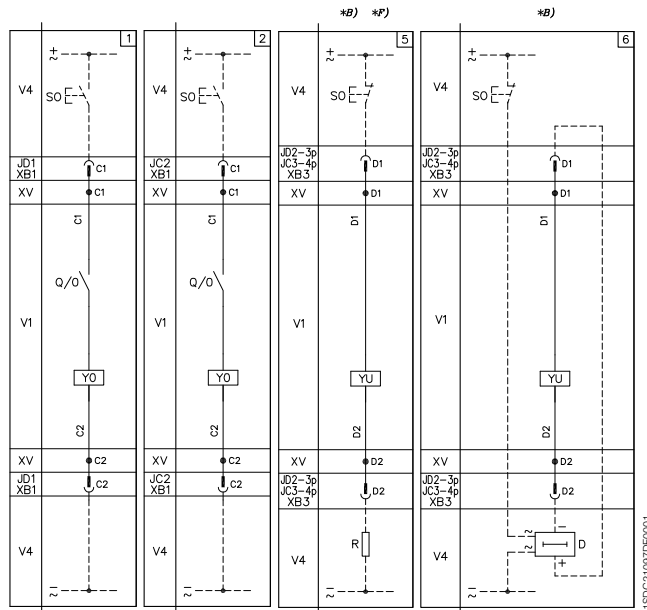 *B) *F)
*B)
1
+
~
V4
SO
JD1
XB1
C1
XV
C1
C1
Q/O
V1
YO
C2
XV
C2
JD1
XB1
C2
V4
–
~
2
+
~
V4
SO
JC2
XB1
C1
XV
C1
C1
Q/O
V1
YO
C2
XV
C2
JC2
XB1
C2
V4
–
~
5
+
~
V4
SO
JD2-3p
JC3-4p
XB3
D1
XV
D1
D1
V1
YU
D2
XV
D2
JD2-3p
JC3-4p
XB3
D2
R
V4
–
~
6
+
~
V4
SO
JD2-3p
JC3-4p
XB3
D1
XV
D1
D1
V1
YU
D2
XV
D2
JD2-3p
JC3-4p
XB3
D2
~
~
–
D
+
V4
–
~